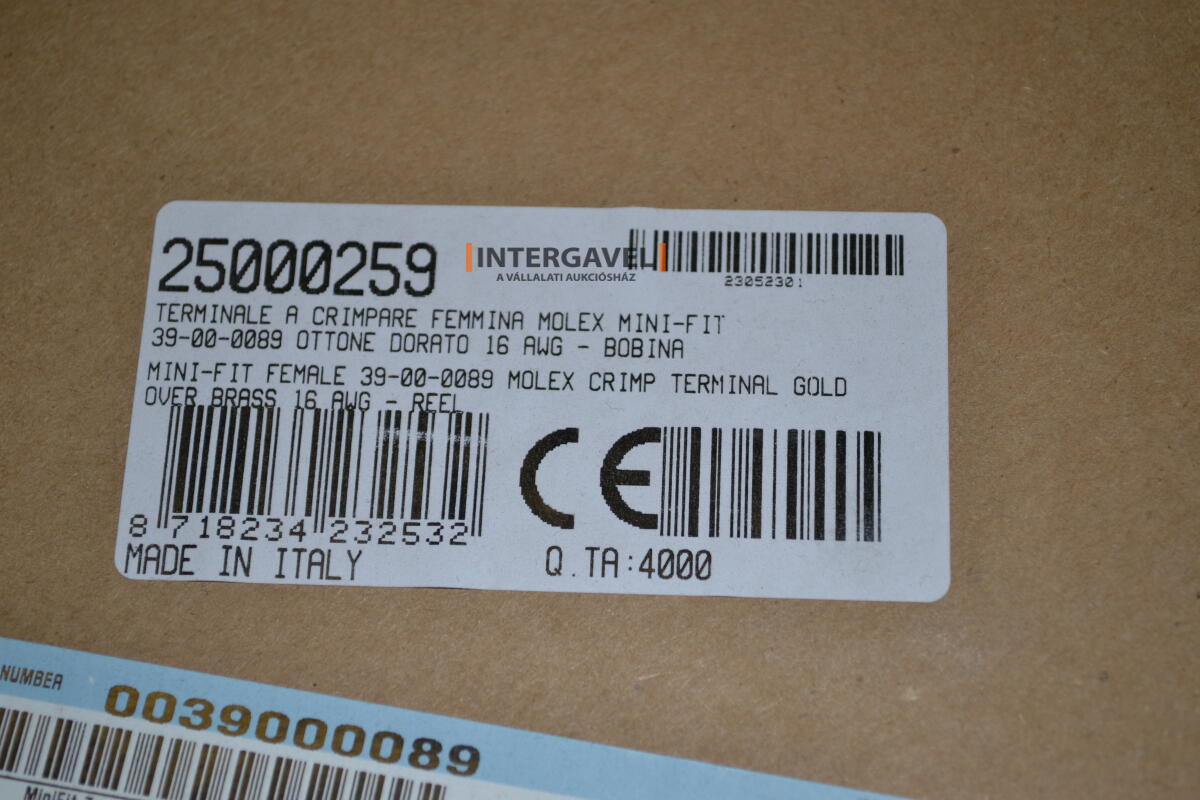 25000259
INTERGAVEL
A VÁLLALATI AUKCIÓSHÁZ
23052301
TERMINALE A CRIMPARE FEMMINA MOLEX MINI-FIT
39-00-0089 OTTONE DORATO 16 AWG - BOBINA
MINI-FIT FEMALE 39-00-0089 MOLEX CRIMP TERMINAL GOLD
OVER BRASS 16 AWG - REEL
CE
8 718234 232532
MADE IN ITALY
Q.TA:4000
NUMBER
0039000089